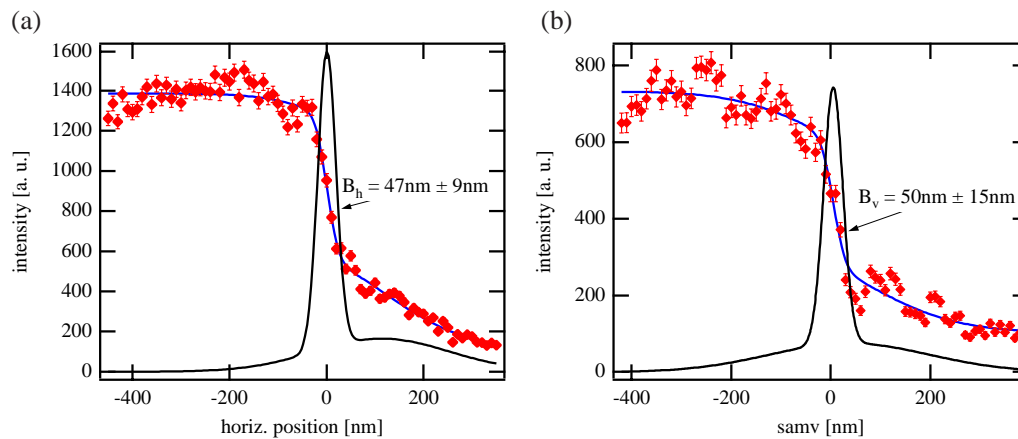 (a)
1600
1400
1200
1000
800
600
400
200
0
intensity [a. u.]
B_h = 47nm ± 9nm
-400
-200
0
200
horiz. position [nm]
(b)
800
600
400
200
0
intensity [a. u.]
B_v = 50nm ± 15nm
-400
-200
0
200
samv [nm]